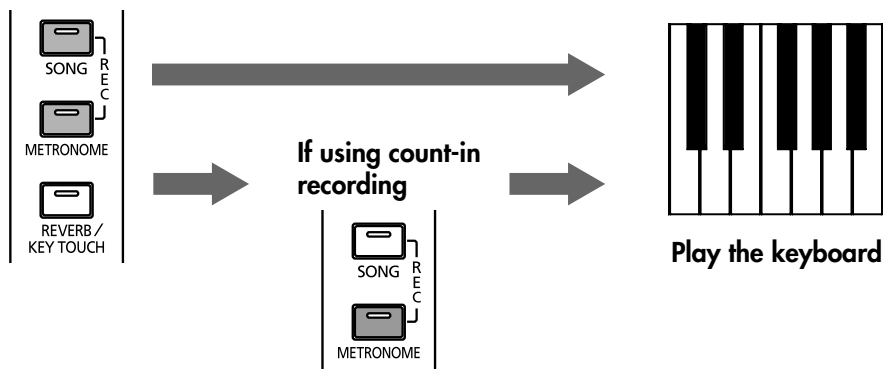 SONG
REC
METRONOME
REVERB/
KEY TOUCH
If using count-in
recording
SONG
REC
METRONOME
Play the keyboard